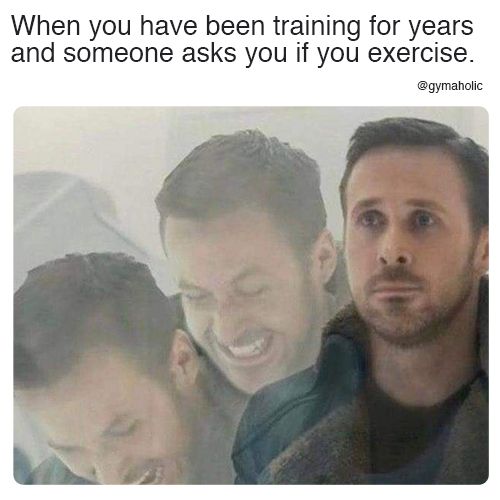 When you have been training for years
and someone asks you if you exercise.
@gymaholic